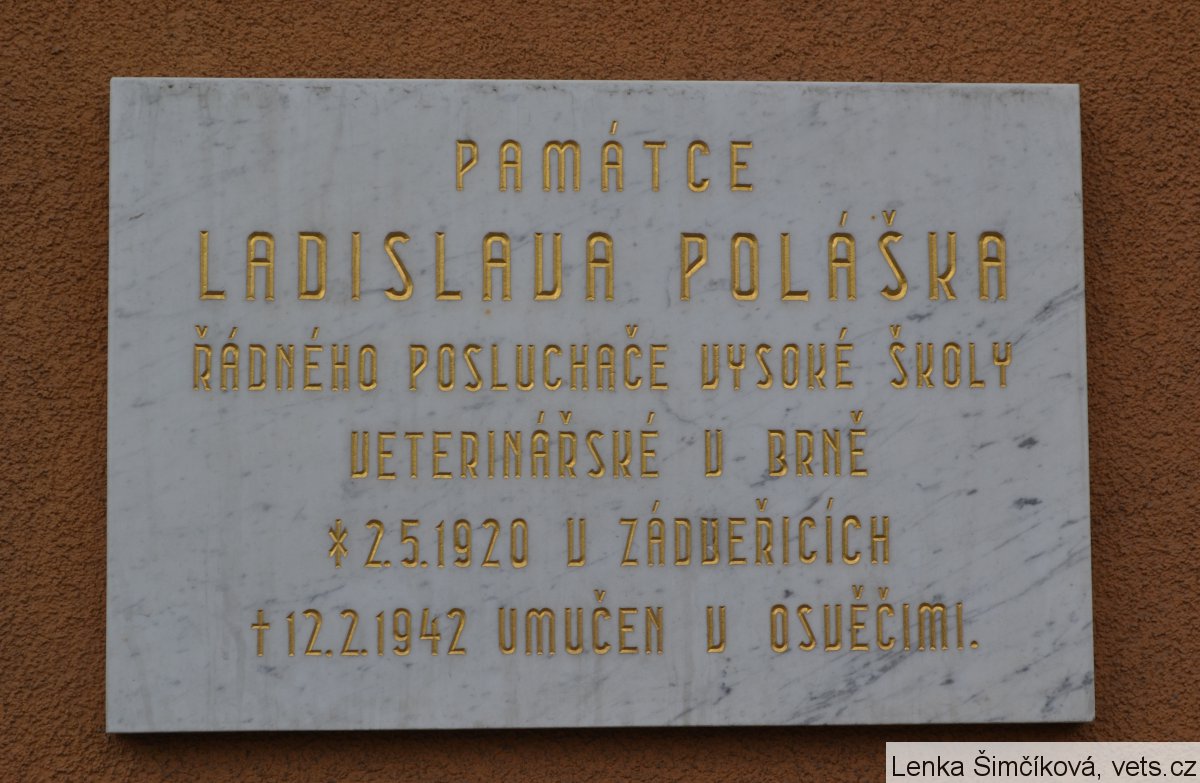 PAMÁTCE
LADISLAVA POLÁŠKA
ŘÁDNÉHO POSLUCHAČE VYSOKÉ ŠKOLY
VETERINÁŘSKÉ V BRNĚ
* 2.5.1920 V ZÁDVEŘICÍCH
† 12.2.1942 UMUČEN V OSVĚČIMI.
Lenka Šimčíková, vets.cz